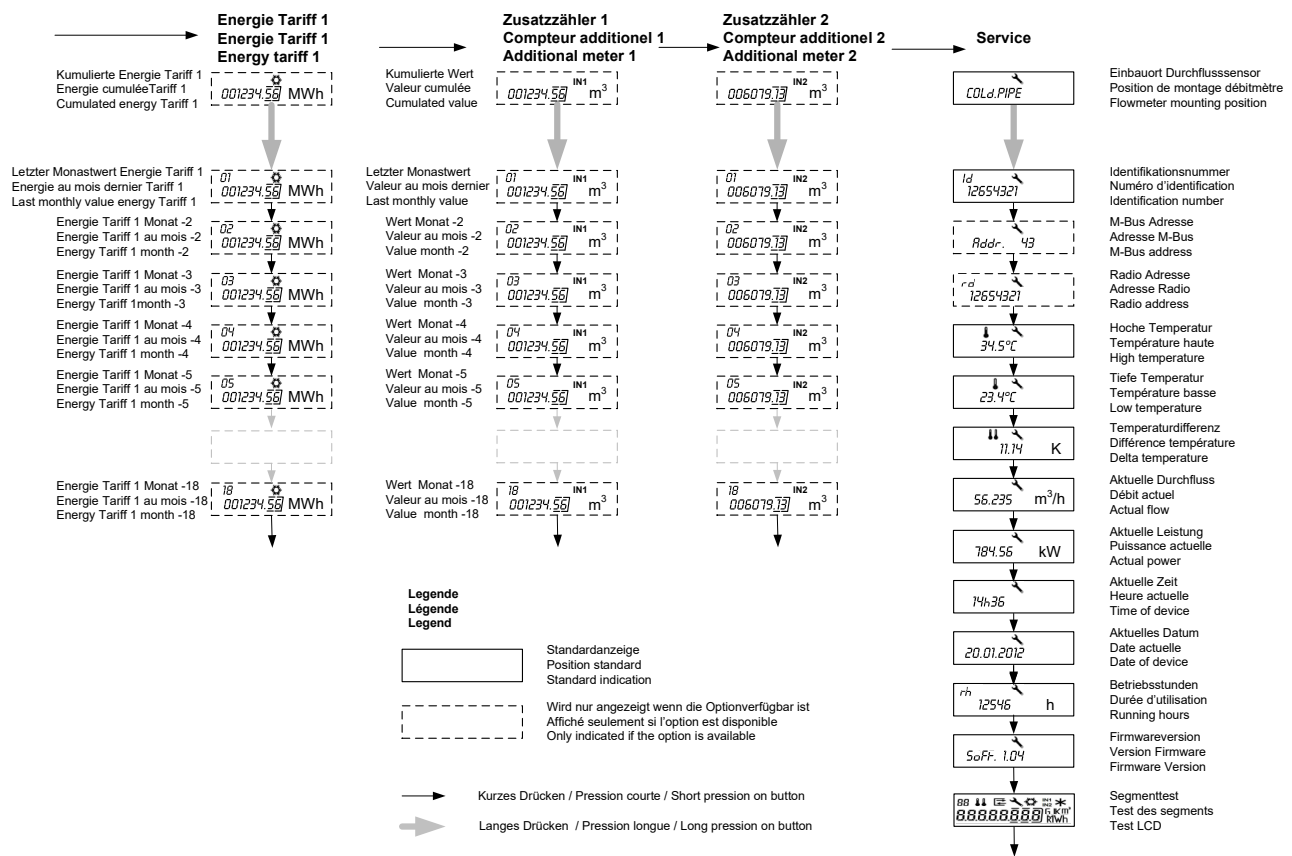 Energie Tariff 1
Energie Tariff 1
Energy tariff 1
Kumulierte Energie Tariff 1
Energie cumuléeTariff 1
Cumulated energy Tariff 1
001234.56 MWh
Letzter Monastwert Energie Tariff 1
Energie au mois dernier Tariff 1
Last monthly value energy Tariff 1
01
001234.56 MWh
Energie Tariff 1 Monat -2
Energie Tariff 1 au mois -2
Energy Tariff 1 month -2
02
001234.56 MWh
Energie Tariff 1 Monat -3
Energie Tariff 1 au mois -3
Energy Tariff 1month -3
03
001234.56 MWh
Energie Tariff 1 Monat -4
Energie Tariff 1 au mois -4
Energy Tariff 1 month -4
04
001234.56 MWh
Energie Tariff 1 Monat -5
Energie Tariff 1 au mois -5
Energy Tariff 1 month -5
05
001234.56 MWh
Energie Tariff 1 Monat -18
Energie Tariff 1 au mois -18
Energy Tariff 1 month -18
18
001234.56 MWh
Zusatzzähler 1
Compteur additionel 1
Additional meter 1
Kumulierte Wert
Valeur cumulée
Cumulated value
IN1
001234.56 m³
Letzter Monastwert
Valeur au mois dernier
Last monthly value
01 IN1
001234.56 m³
Wert Monat -2
Valeur au mois -2
Value month -2
02 IN1
001234.56 m³
Wert Monat -3
Valeur au mois -3
Value month -3
03 IN1
001234.56 m³
Wert Monat -4
Valeur au mois -4
Value month -4
04 IN1
001234.56 m³
Wert Monat -5
Valeur au mois -5
Value month -5
05 IN1
001234.56 m³
Wert Monat -18
Valeur au mois -18
Value month -18
18 IN1
001234.56 m³
Zusatzzähler 2
Compteur additionel 2
Additional meter 2
IN2
006079.13 m³
01 IN2
006079.13 m³
02 IN2
006079.13 m³
03 IN2
006079.13 m³
04 IN2
006079.13 m³
05 IN2
006079.13 m³
18 IN2
006079.13 m³
Service
COLd.PIPE
Einbauort Durchflusssensor
Position de montage débitmètre
Flowmeter mounting position
Id
12654321
Identifikationsnummer
Numéro d'identification
Identification number
Addr. 43
M-Bus Adresse
Adresse M-Bus
M-Bus address
rd
12654321
Radio Adresse
Adresse Radio
Radio address
34.5°C
Hoche Temperatur
Température haute
High temperature
23.4°C
Tiefe Temperatur
Température basse
Low temperature
11.14 K
Temperaturdifferenz
Différence température
Delta temperature
56.235 m³/h
Aktuelle Durchfluss
Débit actuel
Actual flow
784.56 kW
Aktuelle Leistung
Puissance actuelle
Actual power
14h36
Aktuelle Zeit
Heure actuelle
Time of device
20.01.2012
Aktuelles Datum
Date actuelle
Date of device
rh
12546 h
Betriebsstunden
Durée d'utilisation
Running hours
SoFt. 1.04
Firmwareversion
Version Firmware
Firmware Version
88 IN1 IN2
8.8.8.8.8.8.8.8
Segmenttest
Test des segments
Test LCD
Legende
Légende
Legend
Standardanzeige
Position standard
Standard indication
Wird nur angezeigt wenn die Optionverfügbar ist
Affiché seulement si l'option est disponible
Only indicated if the option is available
Kurzes Drücken / Pression courte / Short pression on button
Langes Drücken / Pression longue / Long pression on button